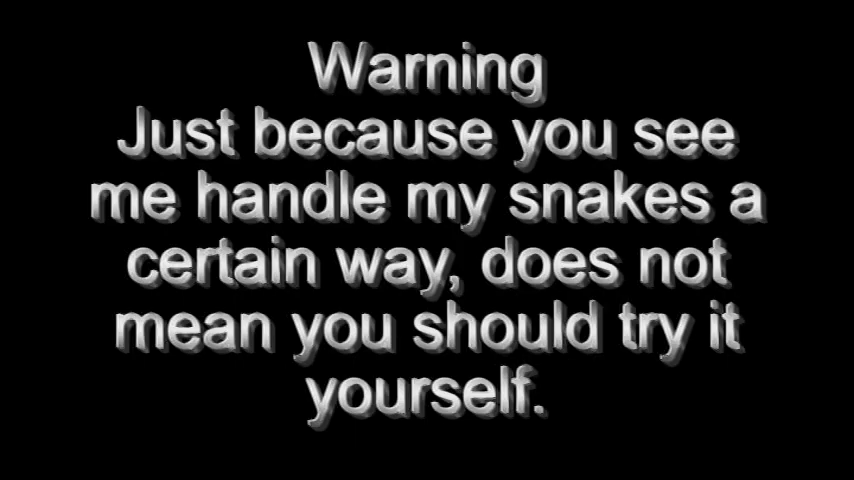 Warning
Just because you see
me handle my snakes a
certain way, does not
mean you should try it
yourself.